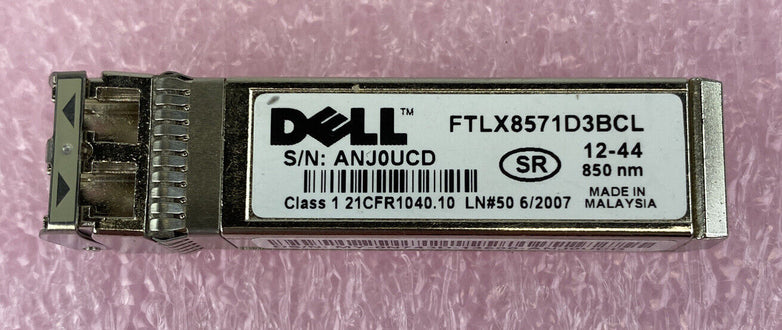 DELL™ FTLX8571D3BCL
S/N: ANJ0UCD
SR
12-44
850 nm
Class 1 21CFR1040.10 LN#50 6/2007
MADE IN
MALAYSIA